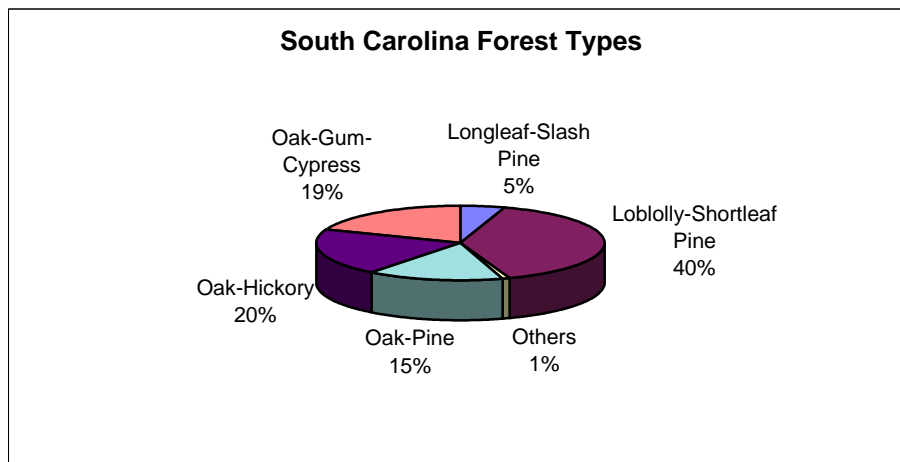 South Carolina Forest Types
Oak-Gum-
Cypress
19%
Longleaf-Slash
Pine
5%
Loblolly-Shortleaf
Pine
40%
Oak-Hickory
20%
Oak-Pine
15%
Others
1%